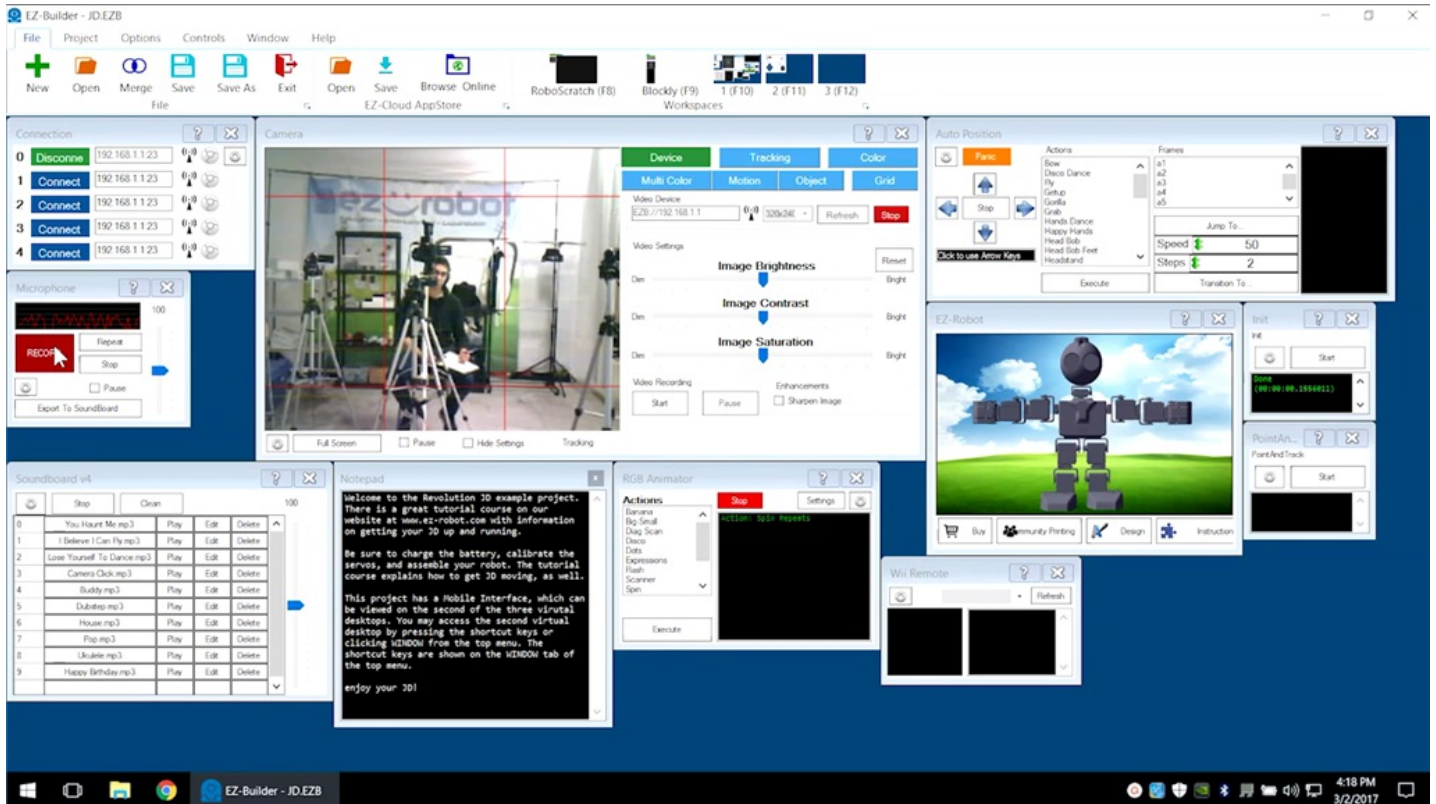 EZ-Builder - JD.EZB
File Project Options Controls Window Help
New Open Merge Save Save As Exit Open Save Browse Online RoboScratch (F8) Blockly (F9) 1 (F10) 2 (F11) 3 (F12)
File EZ-Cloud AppStore Workspaces
Connection
0 Disconne 192.168.1.1:23
1 Connect 192.168.1.1:23
2 Connect 192.168.1.1:23
3 Connect 192.168.1.1:23
4 Connect 192.168.1.1:23
Microphone
100
RECOR
Repeat
Stop
Pause
Export To SoundBoard
Camera
ez robot
Full Screen Pause Hide Settings Tracking
Device Tracking Color
Multi Color Motion Object Grid
Video Device
EZB://192.168.1.1 320x240 Refresh Stop
Video Settings
Reset
Image Brightness
Dim Bright
Image Contrast
Dim Bright
Image Saturation
Dim Bright
Video Recording Enhancements
Start Pause Sharpen Image
Auto Position
Panic
Stop
Click to use Arrow Keys
Actions
Bow
Disco Dance
Fly
Getup
Gorilla
Grab
Hands Dance
Happy Hands
Head Bob
Head Bob Feet
Headstand
Execute
Frames
a1
a2
a3
a4
a5
Jump To...
Speed 50
Steps 2
Transition To...
EZ-Robot
Buy Community Printing Design Instruction
Init
Init
Start
Done
(00:00:00.1556011)
PointAn...
PointAndTrack
Start
Soundboard v4
Stop Clean 100
0 You Haunt Me.mp3 Play Edit Delete
1 I Believe I Can Fly.mp3 Play Edit Delete
2 Lose Yourself To Dance.mp3 Play Edit Delete
3 Camera Click.mp3 Play Edit Delete
4 Buddy.mp3 Play Edit Delete
5 Dubstep.mp3 Play Edit Delete
6 House.mp3 Play Edit Delete
7 Pop.mp3 Play Edit Delete
8 Ukulele.mp3 Play Edit Delete
9 Happy Birthday.mp3 Play Edit Delete
Notepad
Welcome to the Revolution JD example project.
There is a great tutorial course on our
website at www.ez-robot.com with information
on getting your JD up and running.
Be sure to charge the battery, calibrate the
servos, and assemble your robot. The tutorial
course explains how to get JD moving, as well.
This project has a Mobile Interface, which can
be viewed on the second of the three virutal
desktops. You may access the second virtual
desktop by pressing the shortcut keys or
clicking WINDOW from the top menu. The
shortcut keys are shown on the WINDOW tab of
the top menu.
enjoy your JD!
RGB Animator
Actions
Banana
Big Small
Diag Scan
Disco
Dots
Expressions
Flash
Scanner
Spin
Execute
Stop Settings
Action: Spin Repeats
Wii Remote
Refresh
EZ-Builder - JD.EZB
4:18 PM
3/2/2017